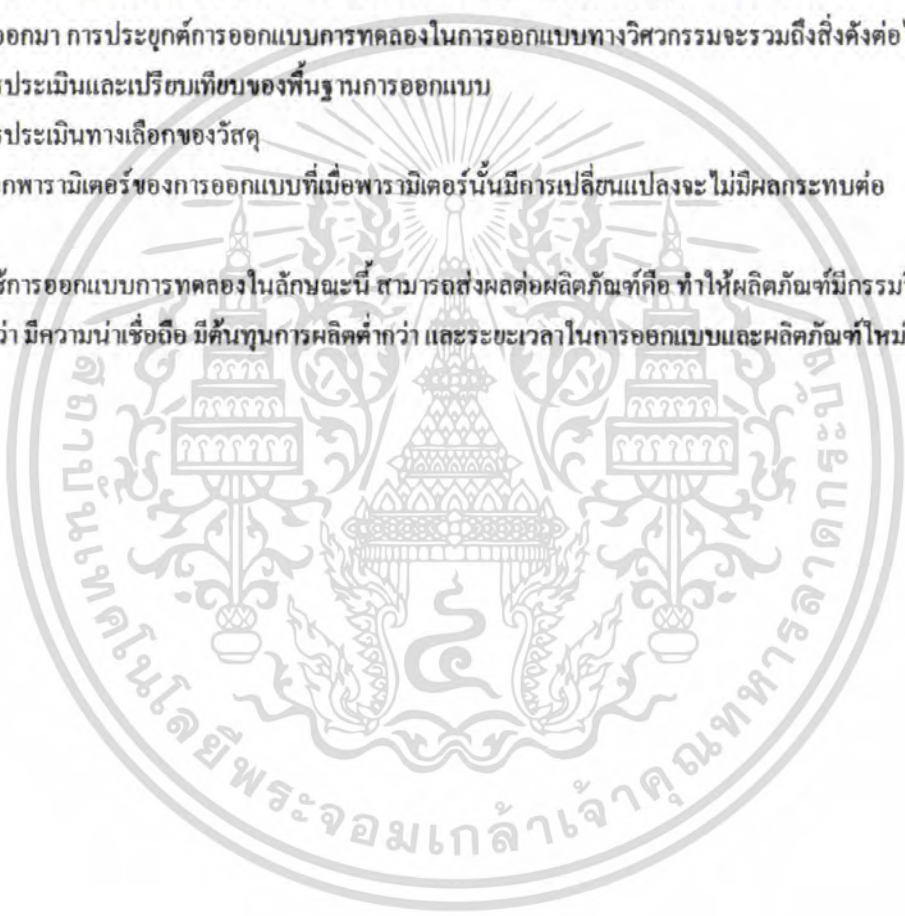 ออกมา การประยุกต์การออกแบบการทดลองในการออกแบบทางวิศวกรรมจะรวมถึงสิ่งดังต่อ
ประเมินและเปรียบเทียบของพื้นฐานการออกแบบ
ประเมินทางเลือกของวัสดุ
กพารามิเตอร์ของการออกแบบที่เมื่อพารามิเตอร์นั้นมีการเปลี่ยนแปลงจะไม่มีผลกระทบต่อ
การออกแบบการทดลองในลักษณะนี้ สามารถส่งผลต่อผลิตภัณฑ์คือ ทำให้ผลิตภัณฑ์มีกรรม
ว่า มีความน่าเชื่อถือ มีต้นทุนการผลิตต่ำกว่า และระยะเวลาในการออกแบบและผลิตภัณฑ์ใหม่
สถาบันเทคโนโลยีพระจอมเกล้าเจ้าคุณทหารลาดกระบัง